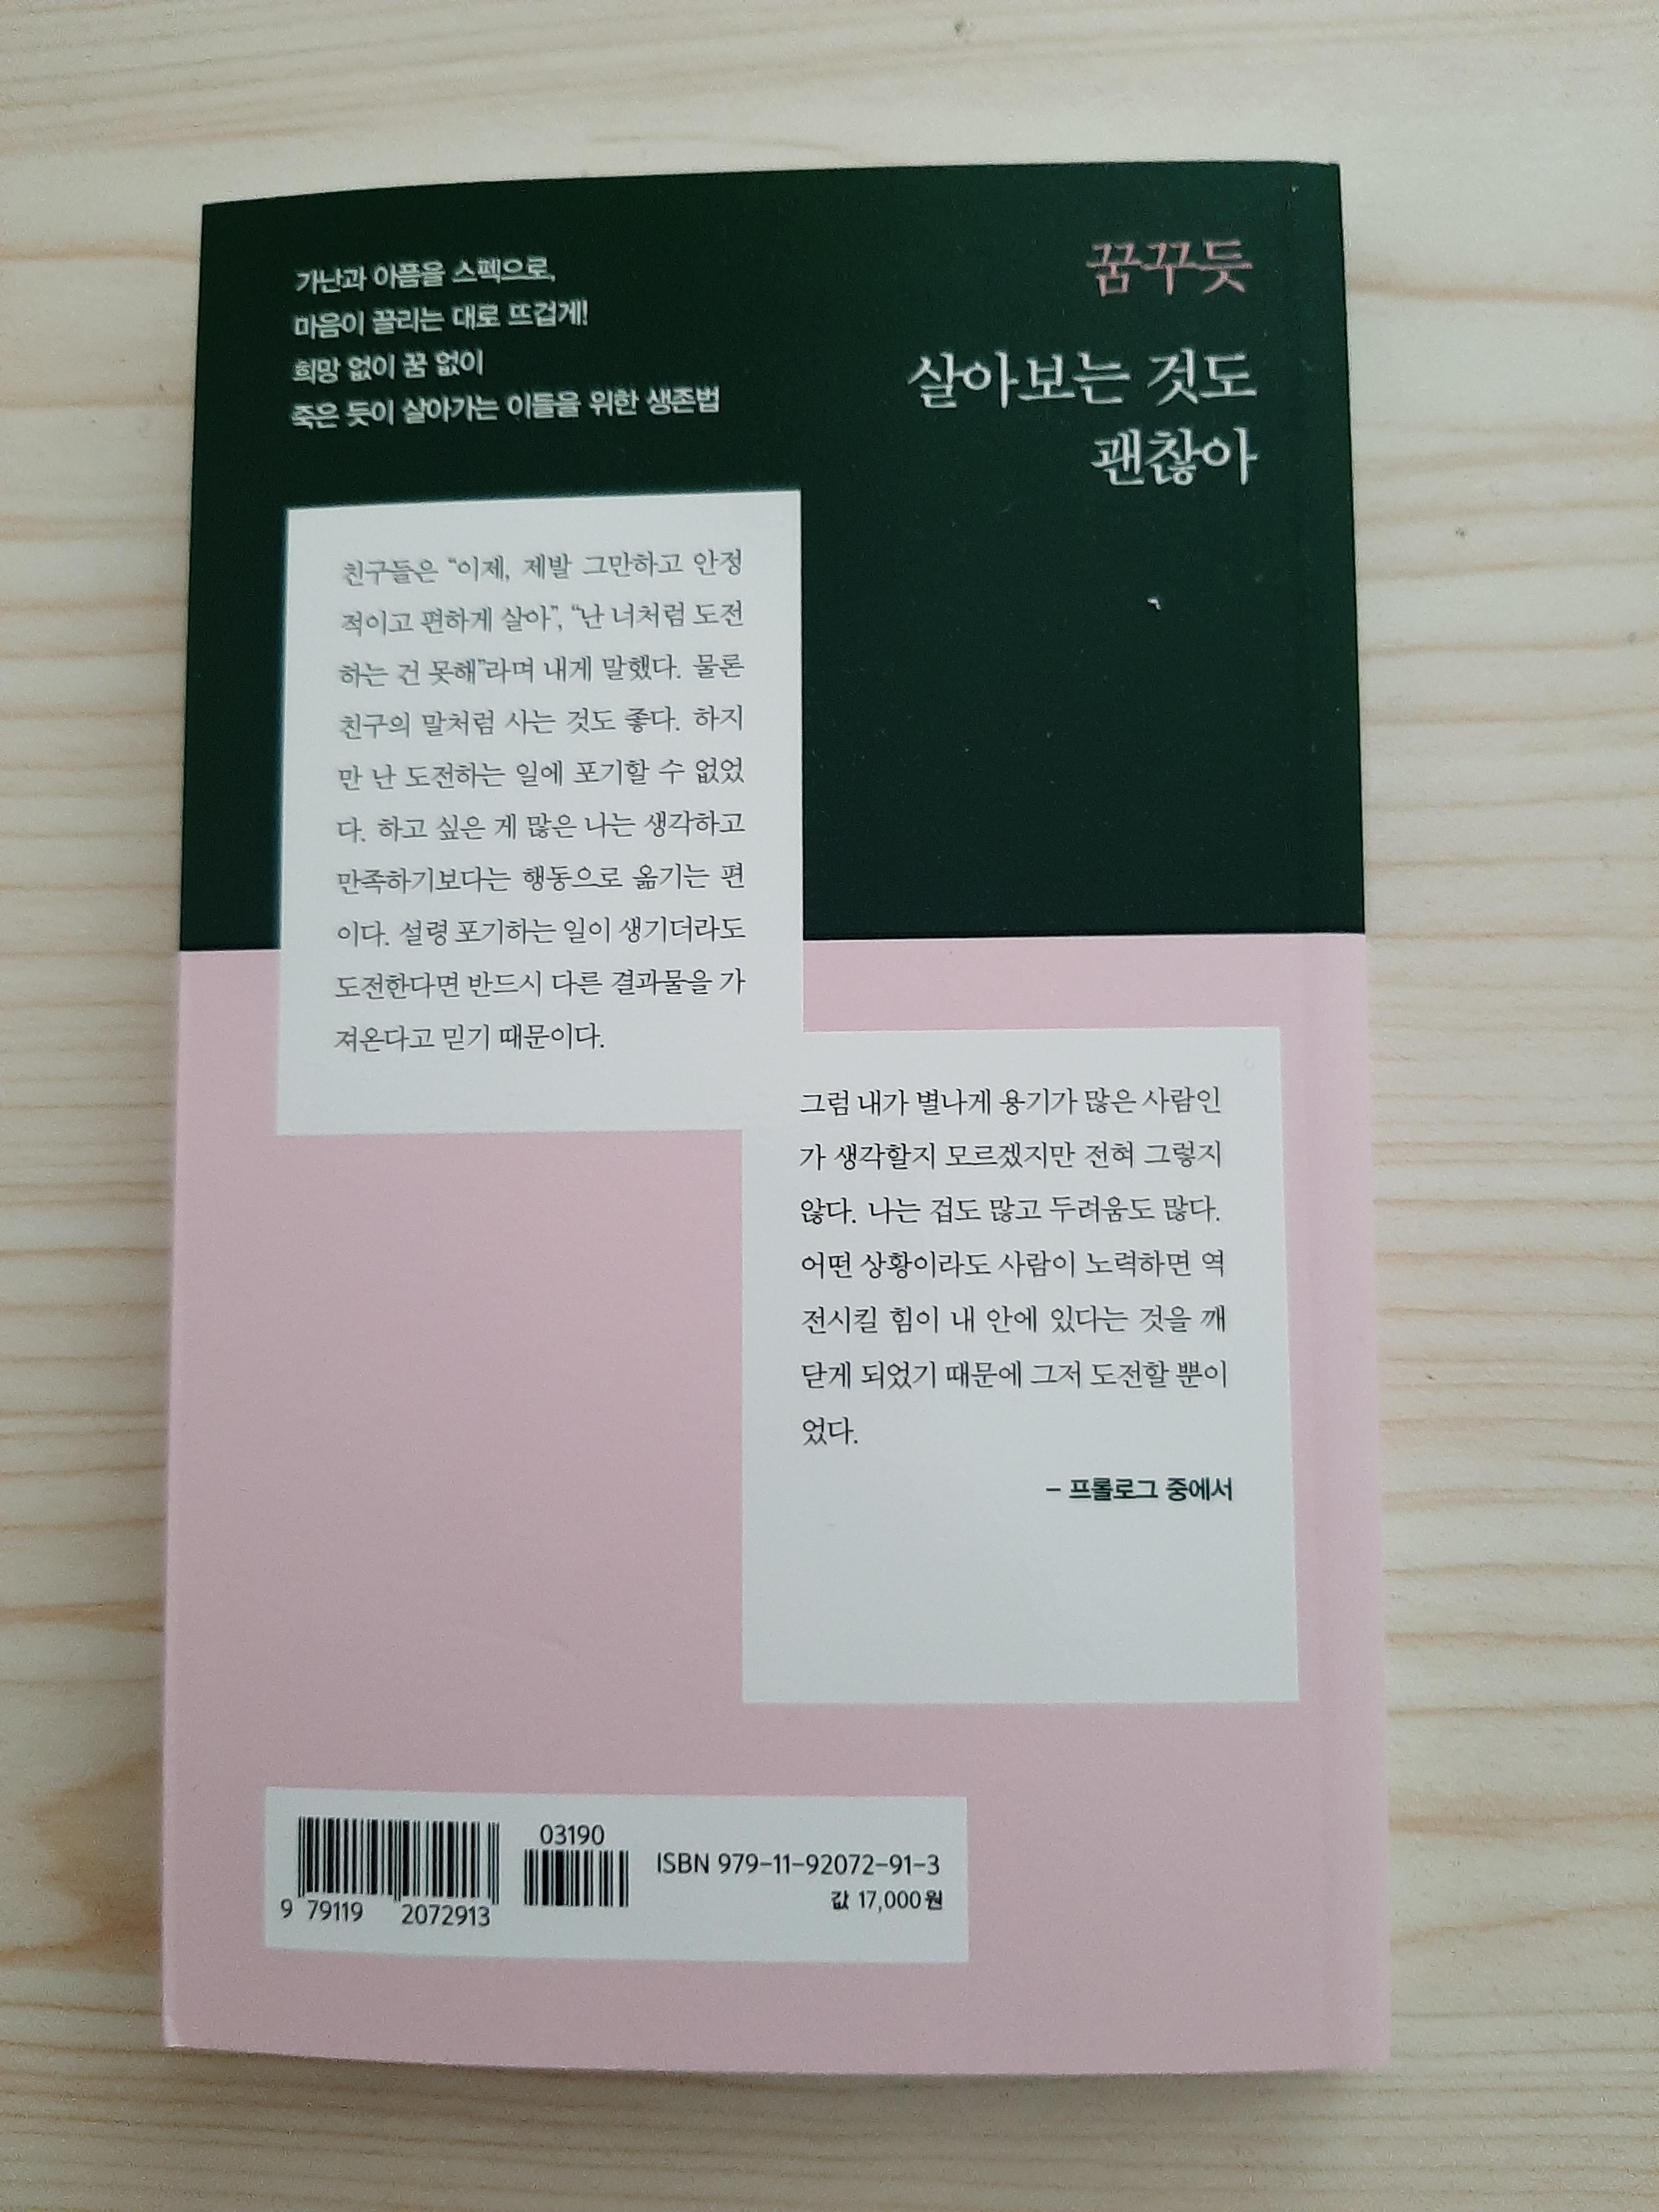 가난과 아픔을 스펙으로,
마음이 끌리는 대로 뜨겁게!
희망 없이 꿈 없이
죽은 듯이 살아가는 이들을 위한 생존법
꿈꾸듯
살아보는 것도
괜찮아
친구들은 “이제, 제발 그만하고 안정
적이고 편하게 살아”, “난 너처럼 도전
하는 건 못해”라며 내게 말했다. 물론
친구의 말처럼 사는 것도 좋다. 하지
만 난 도전하는 일에 포기할 수 없었
다. 하고 싶은 게 많은 나는 생각하고
만족하기보다는 행동으로 옮기는 편
이다. 설령 포기하는 일이 생기더라도
도전한다면 반드시 다른 결과물을 가
져온다고 믿기 때문이다.
그럼 내가 별나게 용기가 많은 사람인
가 생각할지 모르겠지만 전혀 그렇지
않다. 나는 겁도 많고 두려움도 많다.
어떤 상황이라도 사람이 노력하면 역
전시킬 힘이 내 안에 있다는 것을 깨
닫게 되었기 때문에 그저 도전할 뿐이
었다.
– 프롤로그 중에서
03190
ISBN 979-11-92072-91-3
값 17,000원
9 79119 2072913